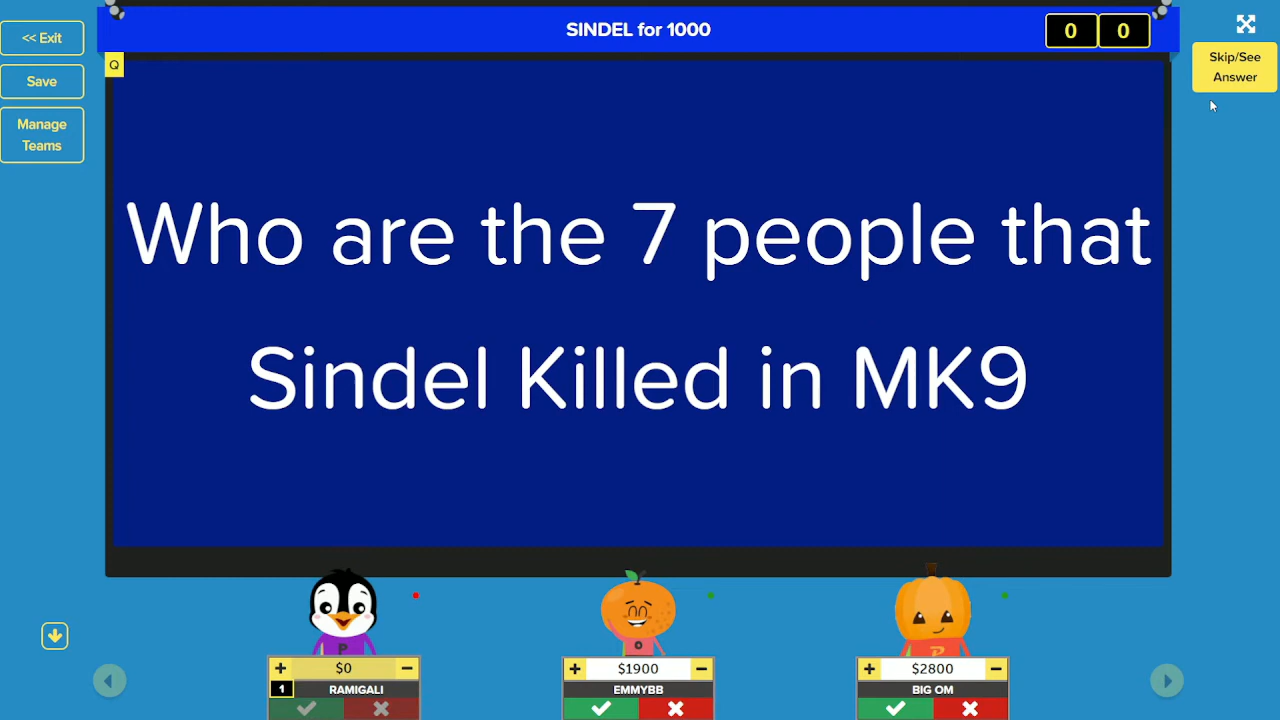 << Exit
SINDEL for 1000
0 0
Skip/See
Answer
Q
Save
Manage
Teams
Who are the 7 people that
Sindel Killed in MK9
P
O
P
+ $0 −
+ $1900 −
+ $2800 −
1 RAMIGALI
EMMYBB
BIG OM